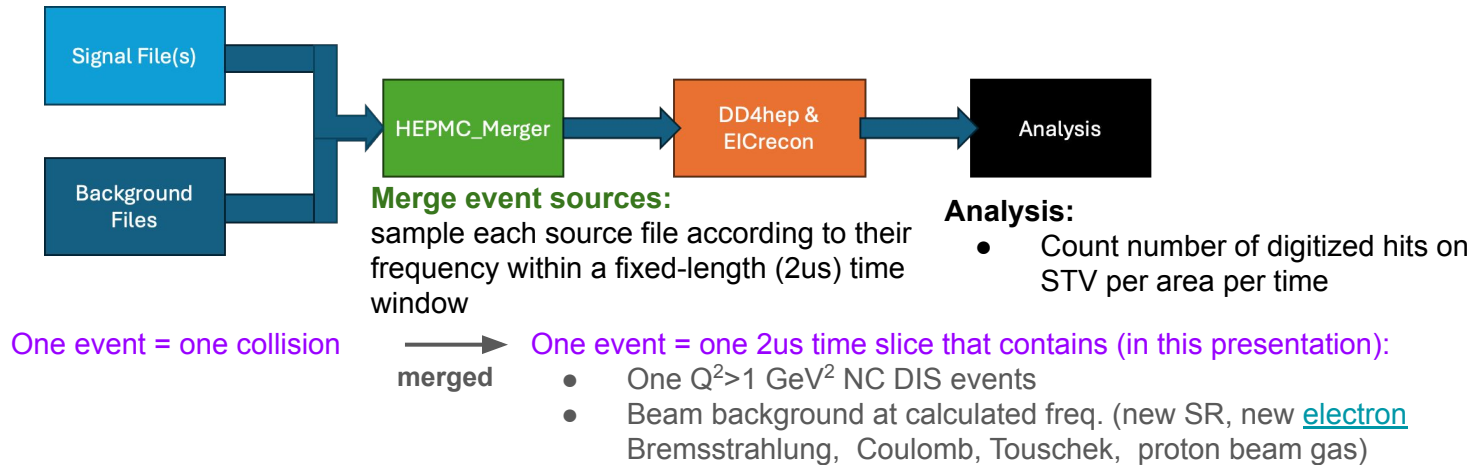 Signal File(s)
Background
Files
HEPMC_Merger
DD4hep &
EICrecon
Analysis
Merge event sources:
sample each source file according to their
frequency within a fixed-length (2us) time
window
Analysis:
● Count number of digitized hits on
STV per area per time
One event = one collision
merged
One event = one 2us time slice that contains (in this presentation):
● One Q²>1 GeV² NC DIS events
● Beam background at calculated freq. (new SR, new electron
Bremsstrahlung, Coulomb, Touschek, proton beam gas)